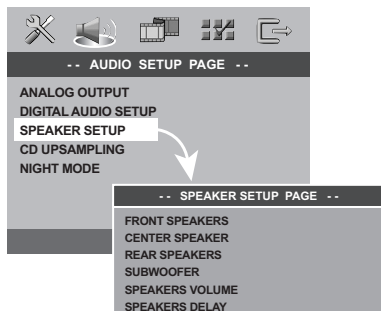 -- AUDIO SETUP PAGE --
ANALOG OUTPUT
DIGITAL AUDIO SETUP
SPEAKER SETUP
CD UPSAMPLING
NIGHT MODE
-- SPEAKER SETUP PAGE --
FRONT SPEAKERS
CENTER SPEAKER
REAR SPEAKERS
SUBWOOFER
SPEAKERS VOLUME
SPEAKERS DELAY